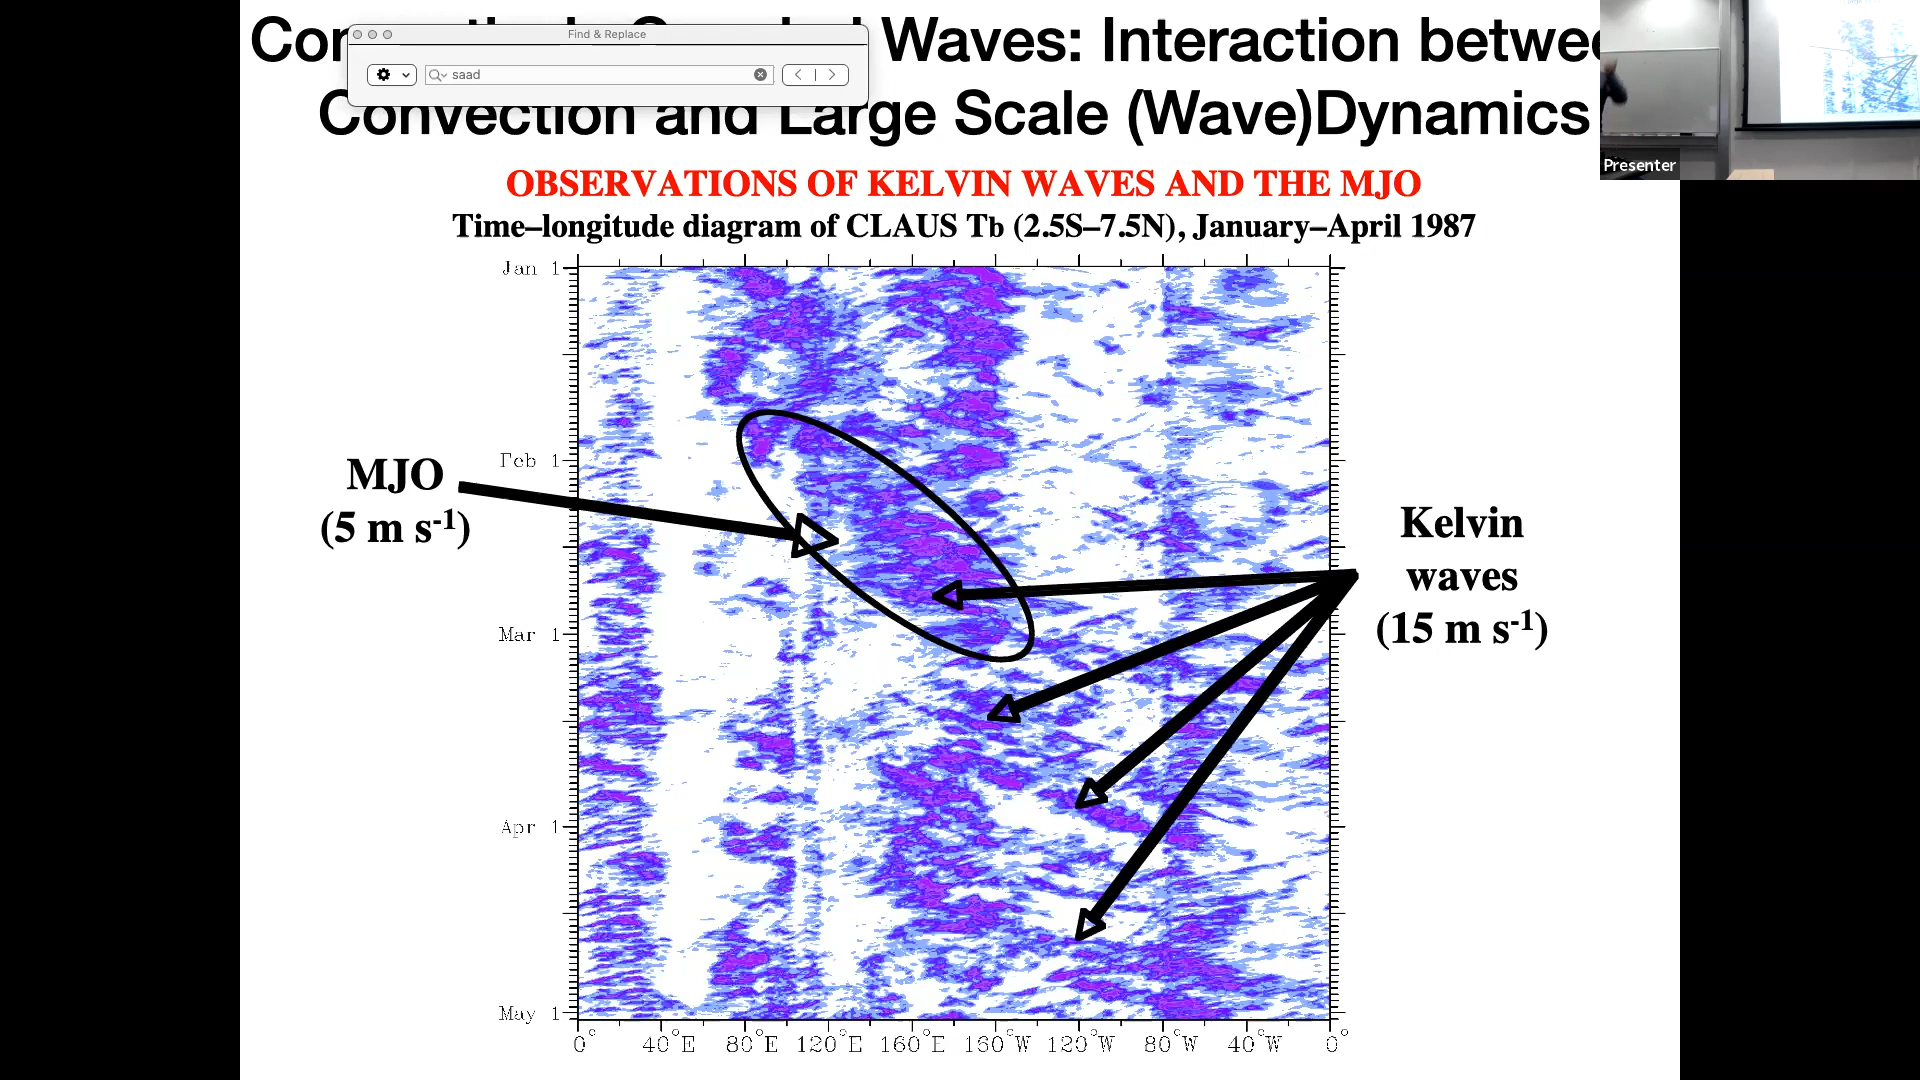 Waves: Interaction
Find & Replace
saad
Convection and Large Scale (Wave)Dynamics
Presenter
OBSERVATIONS OF KELVIN WAVES AND THE MJO
Time–longitude diagram of CLAUS Tb (2.5S–7.5N), January–April 1987
Jan 1
Feb 1
Mar 1
Apr 1
May 1
MJO
(5 m s-1)
Kelvin
waves
(15 m s-1)
0° 40°E 80°E 120°E 160°E 160°W 120°W 80°W 40°W 0°